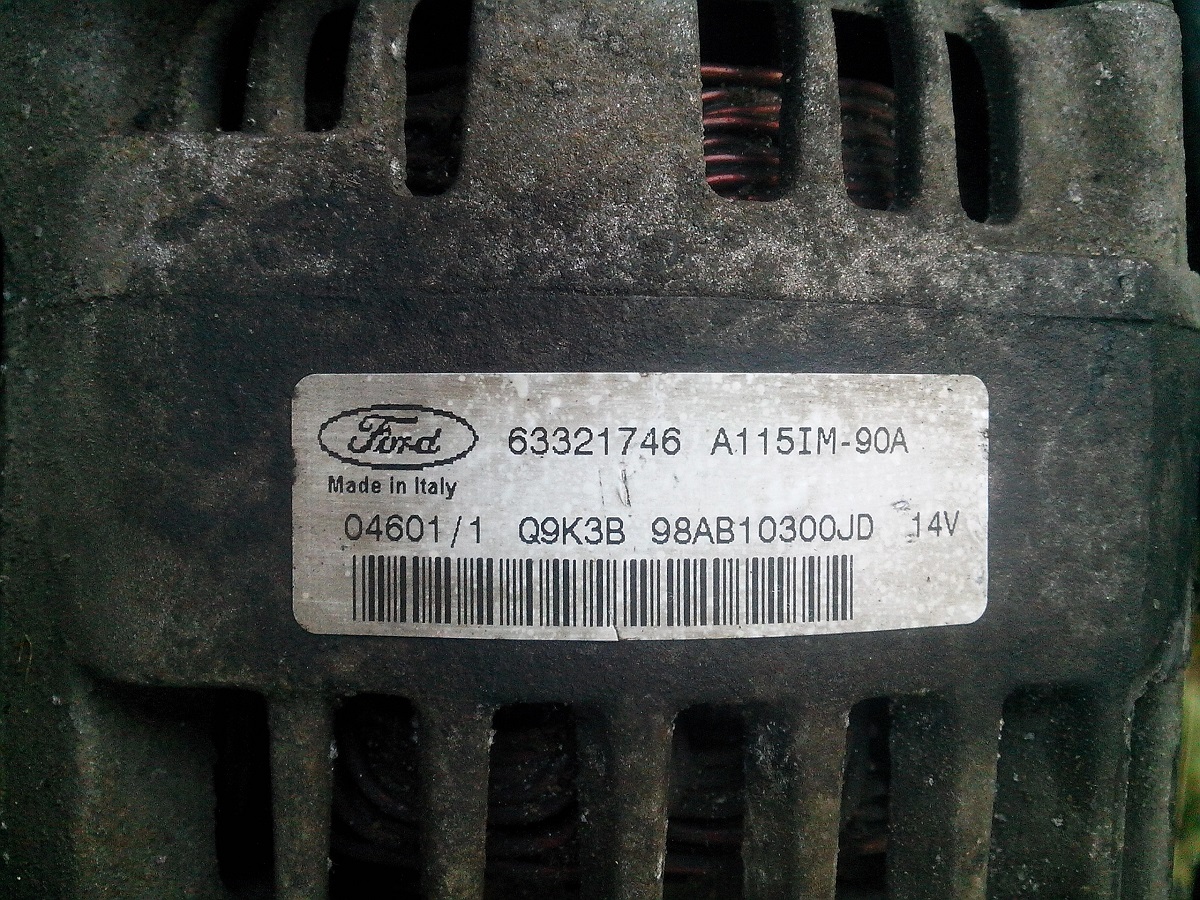 Ford 63321746 A115IM-90A
Made in Italy
04601/1 Q9K3B 98AB10300JD 14V